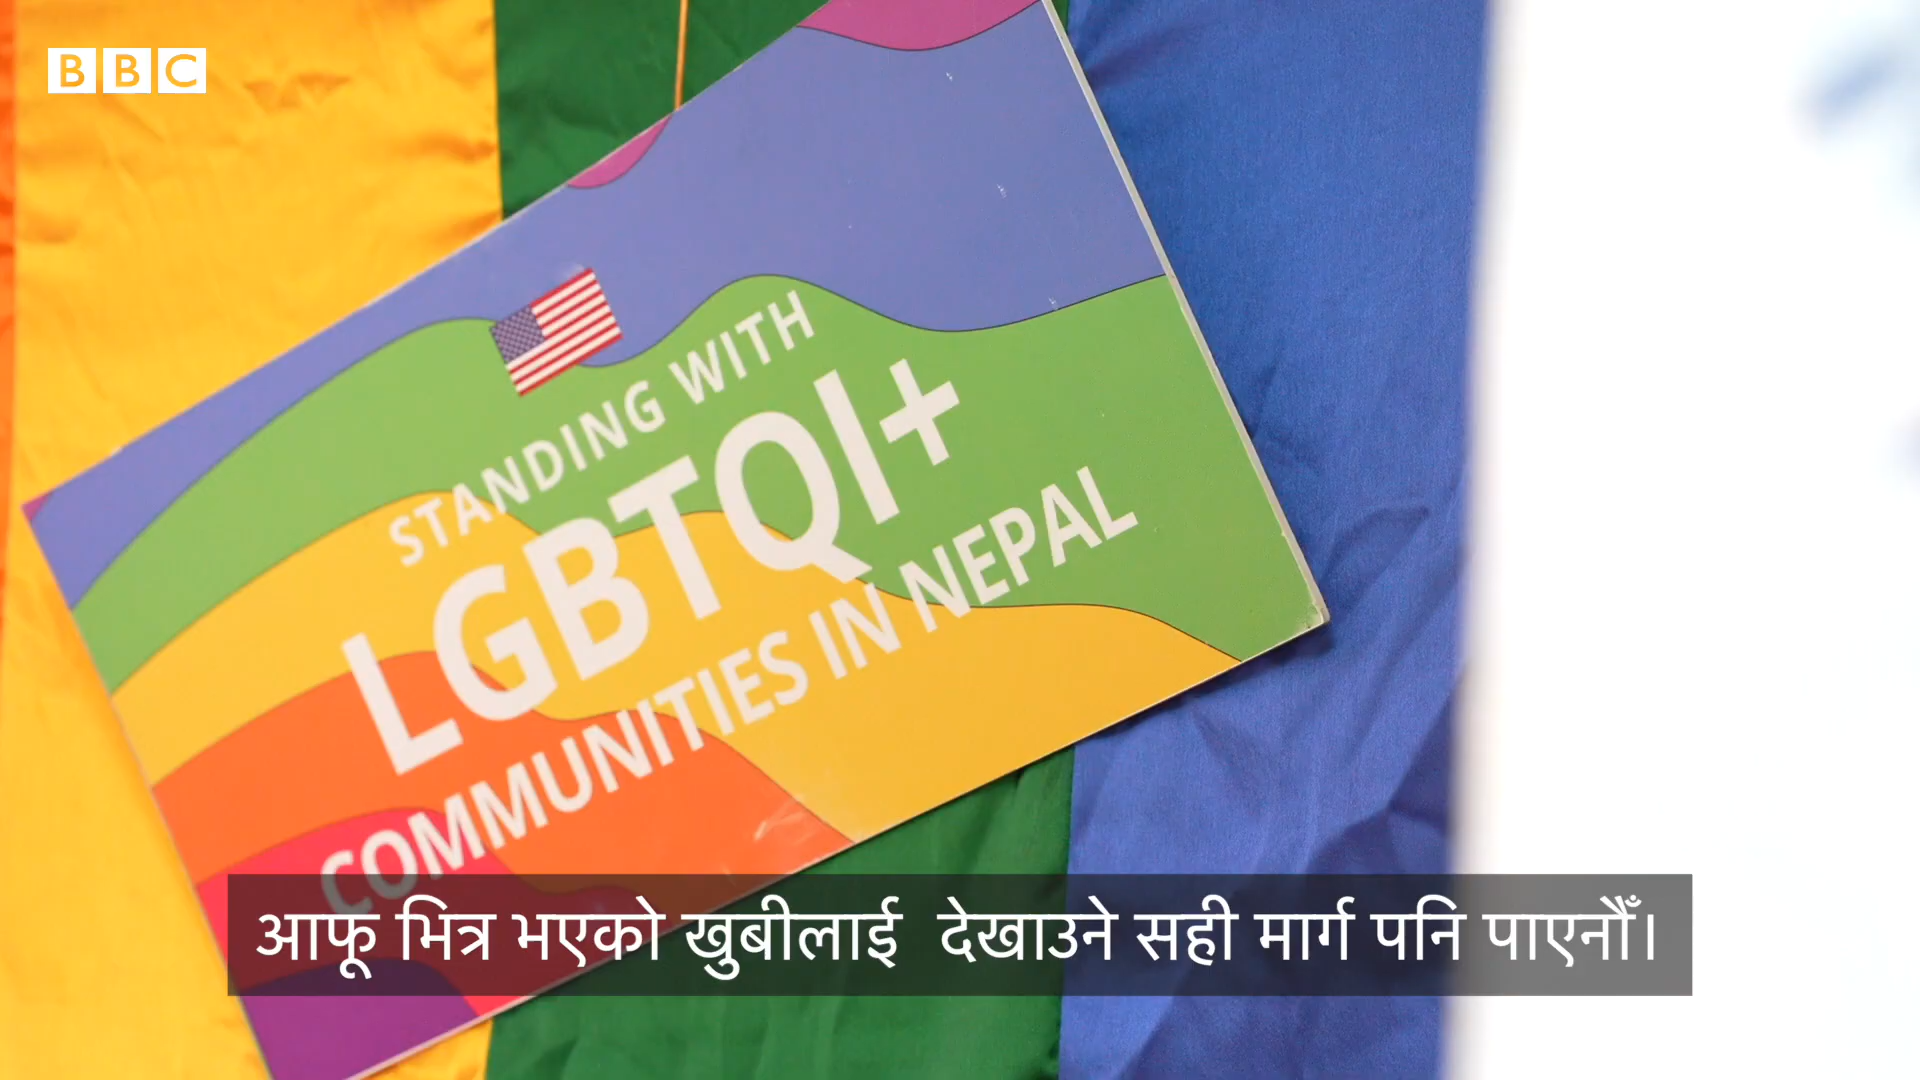 BBC
STANDING WITH
LGBTQI+
COMMUNITIES IN NEPAL
आफू भित्र भएको खुबीलाई देखाउने सही मार्ग पनि पाएनौँ।